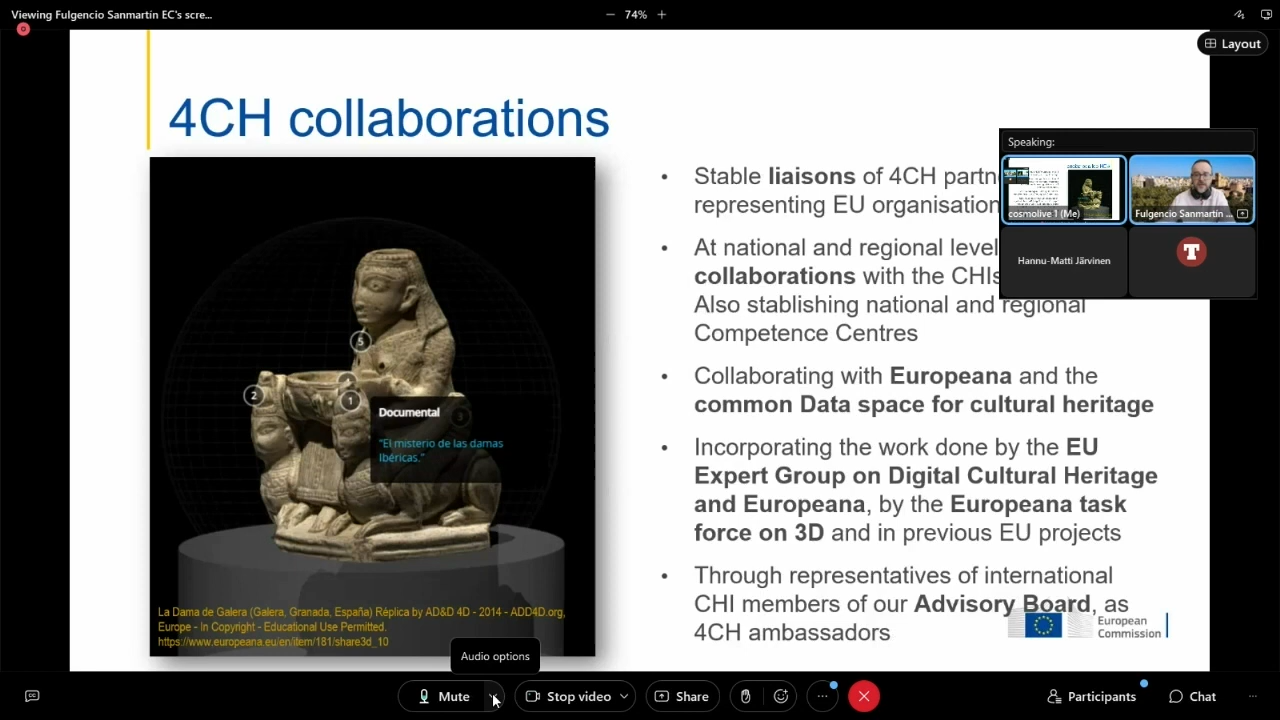 Viewing Fulgencio Sanmartín EC's scre...
74%
Layout
4CH collaborations
Speaking:
cosmolive 1 (Me)
Fulgencio Sanmartín ...
Hannu-Matti Järvinen
T
• Stable liaisons of 4CH
representing EU organisation
• At national and regional level
collaborations with the CHIs
Also stablishing national and regional
Competence Centres
• Collaborating with Europeana and the
common Data space for cultural heritage
• Incorporating the work done by the EU
Expert Group on Digital Cultural Heritage
and Europeana, by the Europeana task
force on 3D and in previous EU projects
• Through representatives of international
CHI members of our Advisory Board, as
4CH ambassadors
5
2
1
3
Documental
"El misterio de las damas
Ibéricas."
La Dama de Galera (Galera, Granada, España) Réplica by AD&D 4D - 2014 - ADD4D.org,
Europe - In Copyright - Educational Use Permitted.
https://www.europeana.eu/en/item/181/share3d_10
European
Commission
Audio options
CC
Mute
Stop video
Share
Participants
Chat